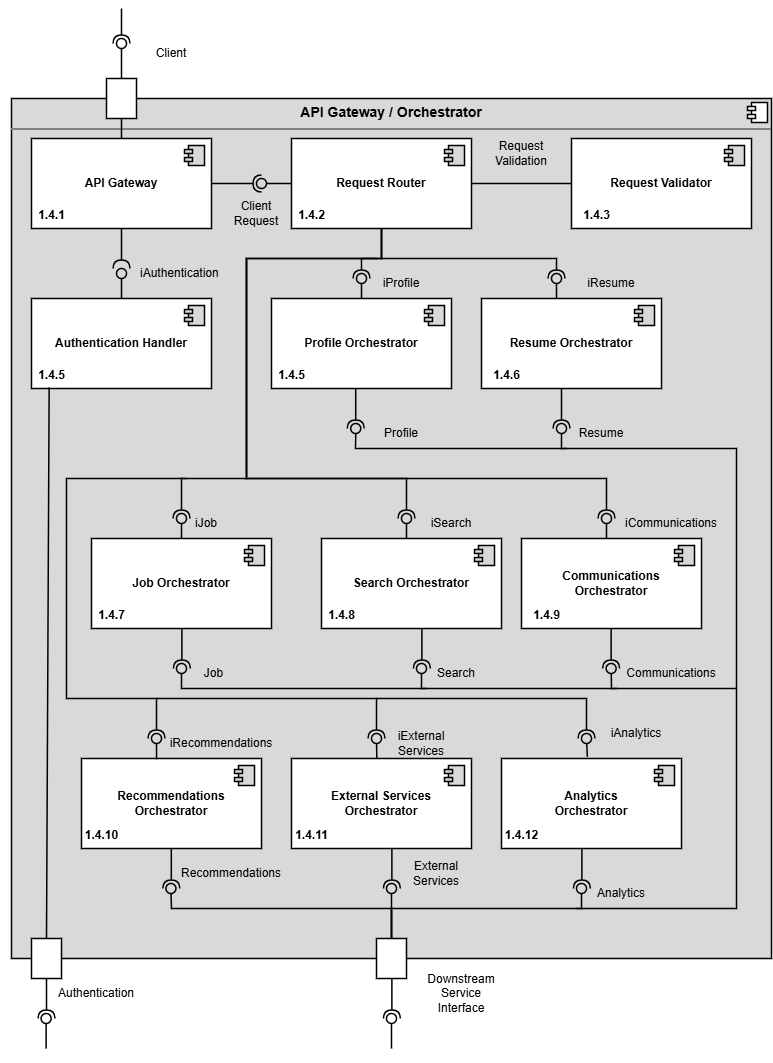 Client
API Gateway / Orchestrator
API Gateway
1.4.1
Client
Request
Request Router
1.4.2
Request
Validation
Request Validator
1.4.3
iAuthentication
iProfile
iResume
Authentication Handler
1.4.5
Profile Orchestrator
1.4.5
Resume Orchestrator
1.4.6
Profile
Resume
iJob
iSearch
iCommunications
Job Orchestrator
1.4.7
Search Orchestrator
1.4.8
Communications
Orchestrator
1.4.9
Job
Search
Communications
iRecommendations
iExternal
Services
iAnalytics
Recommendations
Orchestrator
1.4.10
External Services
Orchestrator
1.4.11
Analytics
Orchestrator
1.4.12
Recommendations
External
Services
Analytics
Authentication
Downstream
Service
Interface